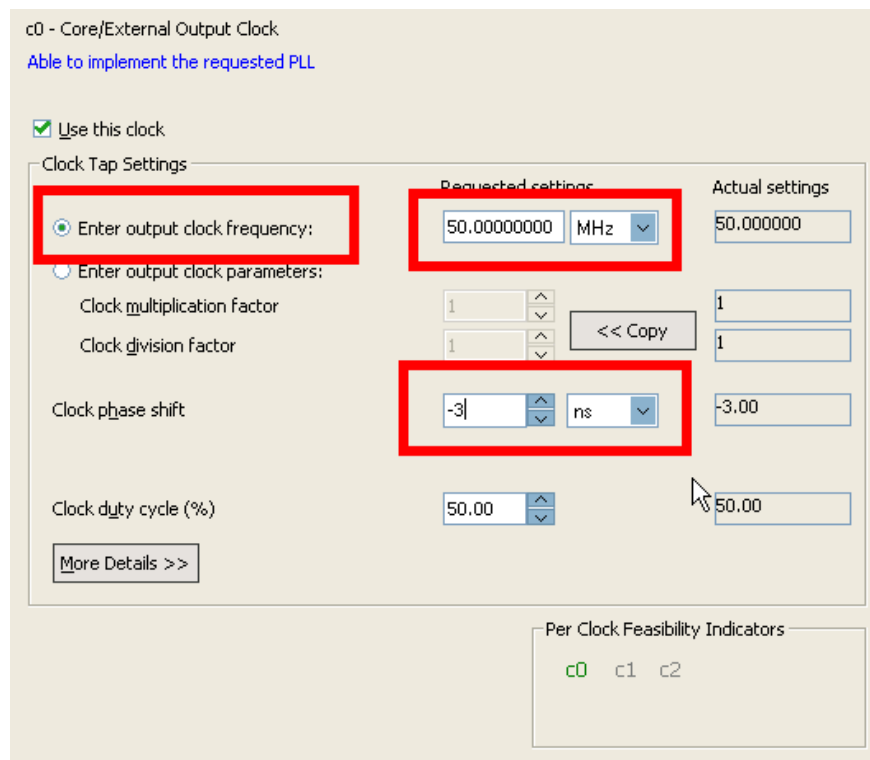 c0 - Core/External Output Clock
Able to implement the requested PLL
Use this clock
Clock Tap Settings
Requested settings Actual settings
Enter output clock frequency: 50.00000000 MHz 50.000000
Enter output clock parameters:
Clock multiplication factor 1 1
<< Copy
Clock division factor 1 1
Clock phase shift -3 ns -3.00
Clock duty cycle (%) 50.00 50.00
More Details >>
Per Clock Feasibility Indicators
c0 c1 c2